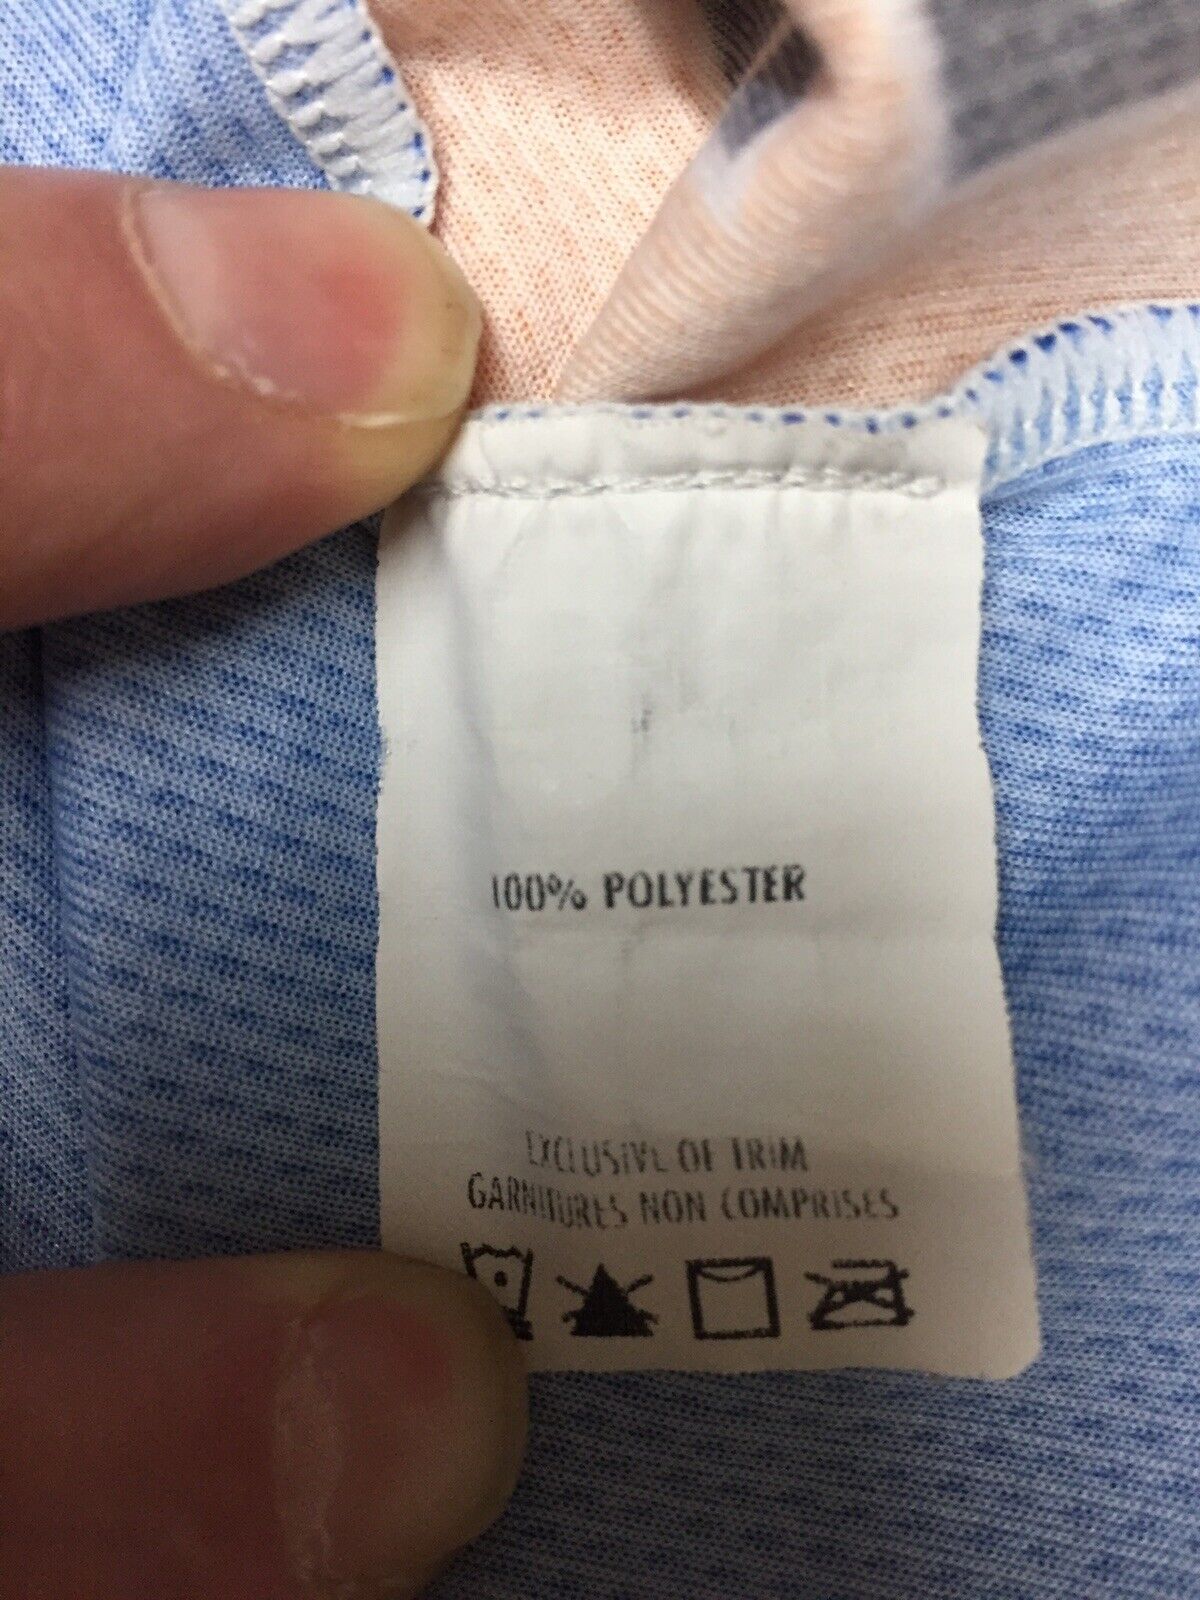 100% POLYESTER
EXCLUSIVE OF TRIM
GARNITURES NON COMPRISES